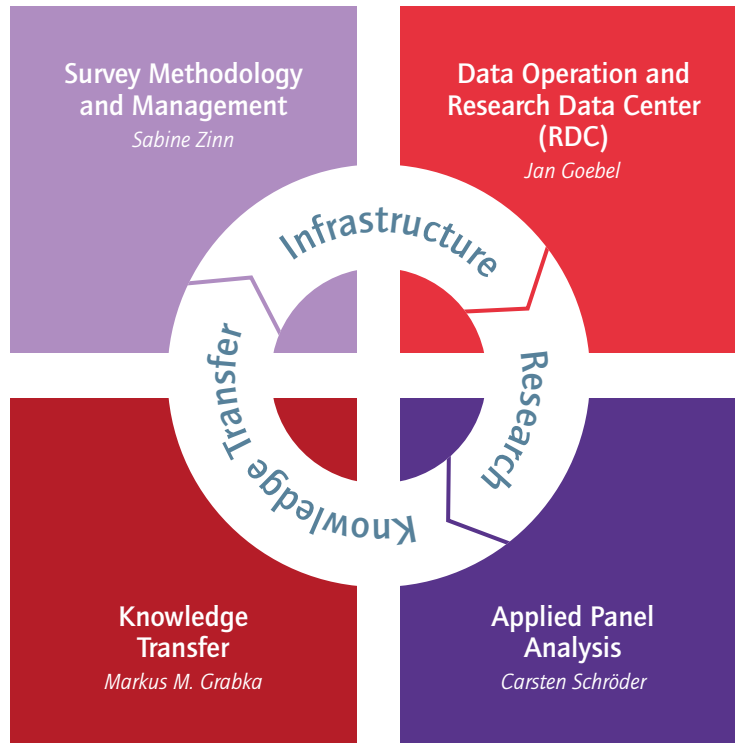 Survey Methodology
and Management
Sabine Zinn
Data Operation and
Research Data Center
(RDC)
Jan Goebel
Infrastructure
Research
Knowledge Transfer
Knowledge
Transfer
Markus M. Grabka
Applied Panel
Analysis
Carsten Schröder